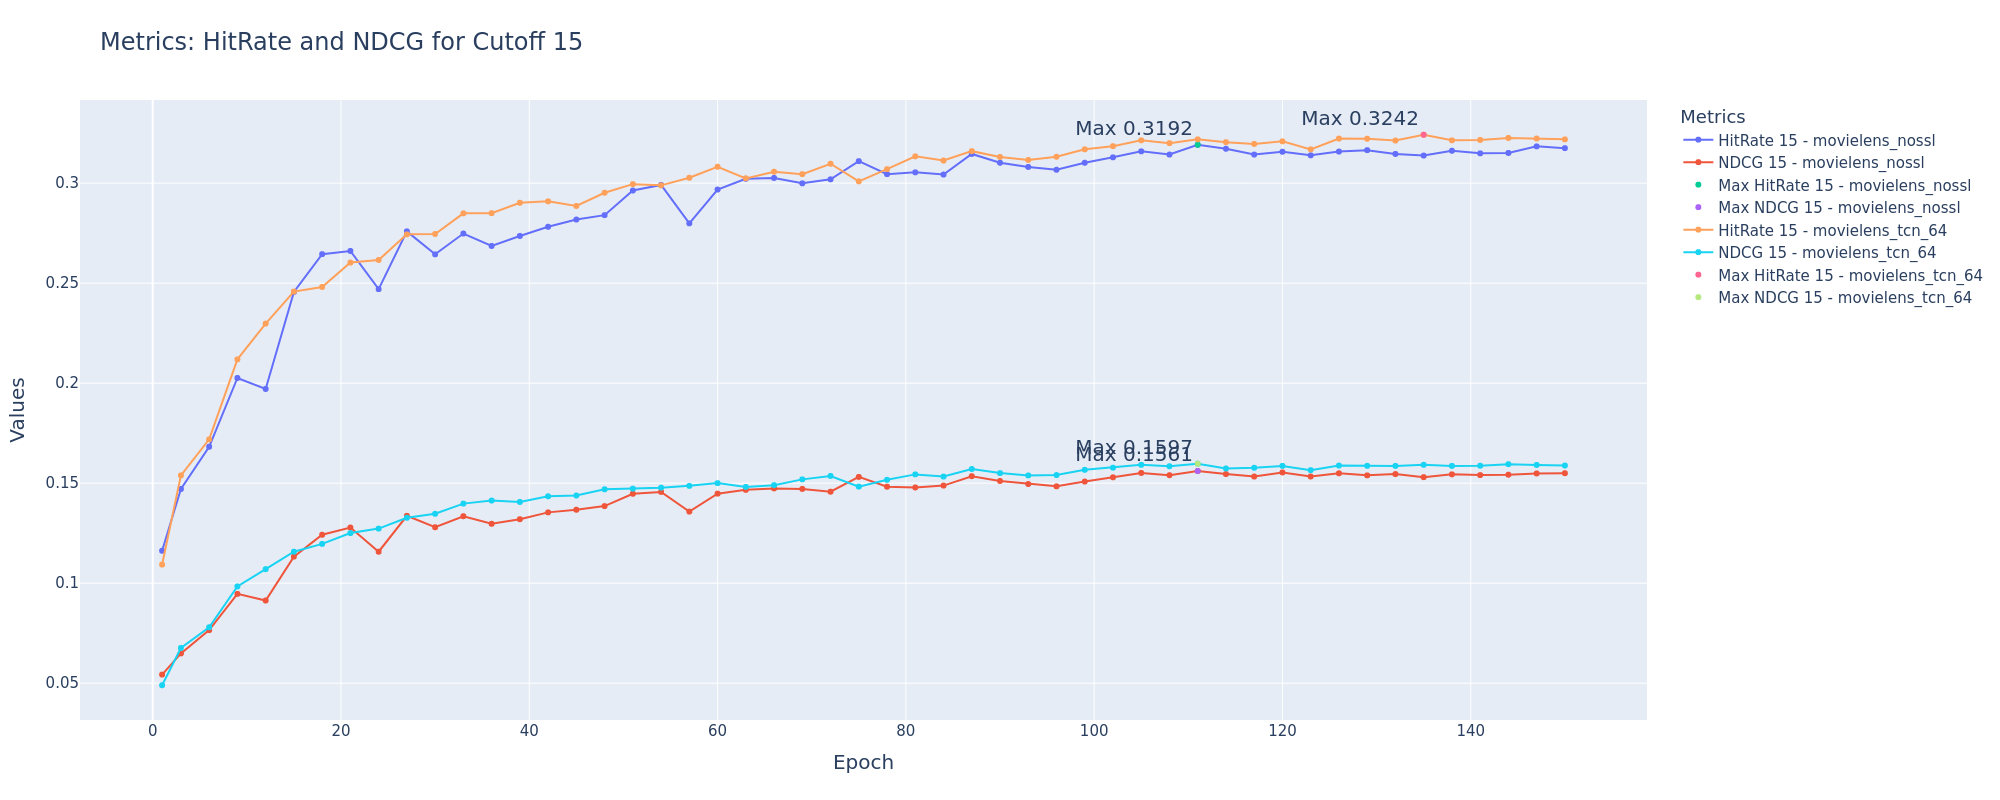 Metrics: HitRate and NDCG for Cutoff 15
Max 0.3192
Max 0.3242
Max 0.1597
Max 0.1561
0.3
0.25
0.2
0.15
0.1
0.05
Values
0 20 40 60 80 100 120 140
Epoch
Metrics
HitRate 15 - movielens_nossl
NDCG 15 - movielens_nossl
Max HitRate 15 - movielens_nossl
Max NDCG 15 - movielens_nossl
HitRate 15 - movielens_tcn_64
NDCG 15 - movielens_tcn_64
Max HitRate 15 - movielens_tcn_64
Max NDCG 15 - movielens_tcn_64